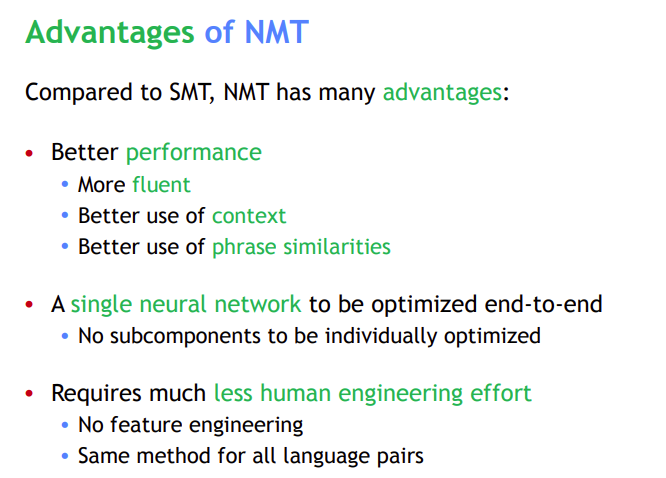 Advantages of NMT
Compared to SMT, NMT has many advantages:
• Better performance
• More fluent
• Better use of context
• Better use of phrase similarities
• A single neural network to be optimized end-to-end
• No subcomponents to be individually optimized
• Requires much less human engineering effort
• No feature engineering
• Same method for all language pairs